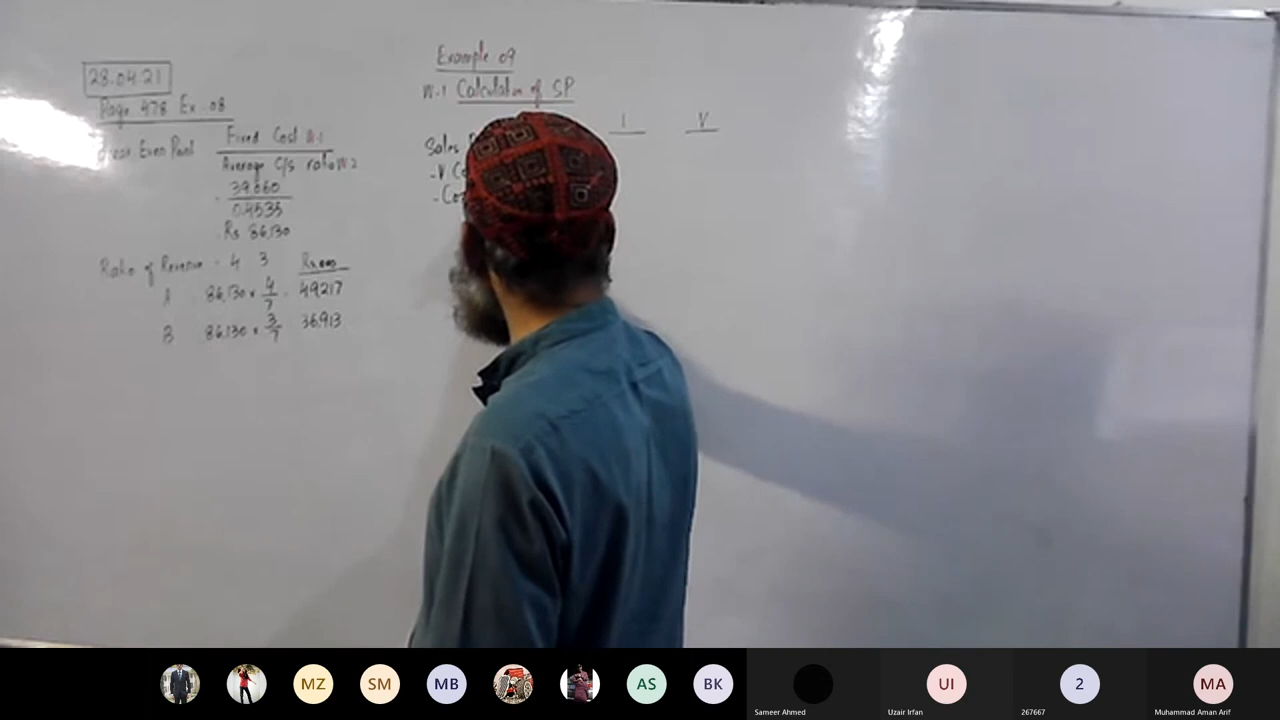 28.04.21
Page 478 Ex. 08
Even Point Fixed Cost W-1
Average C/S ratio W-2
39.060
0.4535
Rs 86,130
Ratio of Revenue = 4 3 Rs.000
A 86,130 × 4/7 = 49,217
B 86,130 × 3/7 36,913
Example 09
W-1 Calculation of SP
I V
Sales
-V Co
-Co
MZ
SM
MB
AS
BK
Sameer Ahmed
UI
Uzair Irfan
2
267667
MA
Muhammad Aman Arif